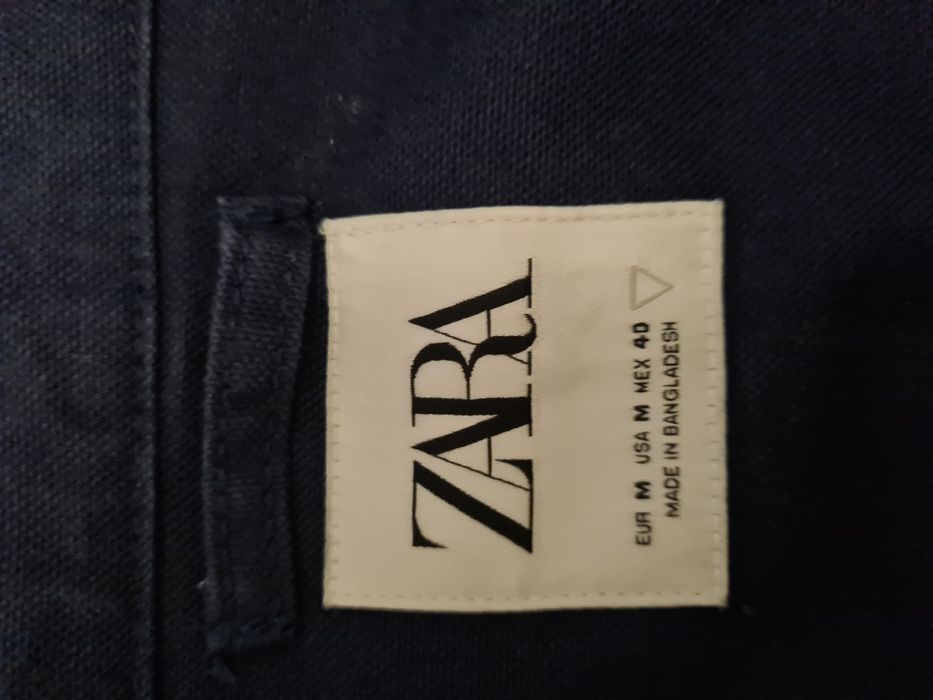 ZARA
EUR M USA M MEX 40
MADE IN BANGLADESH